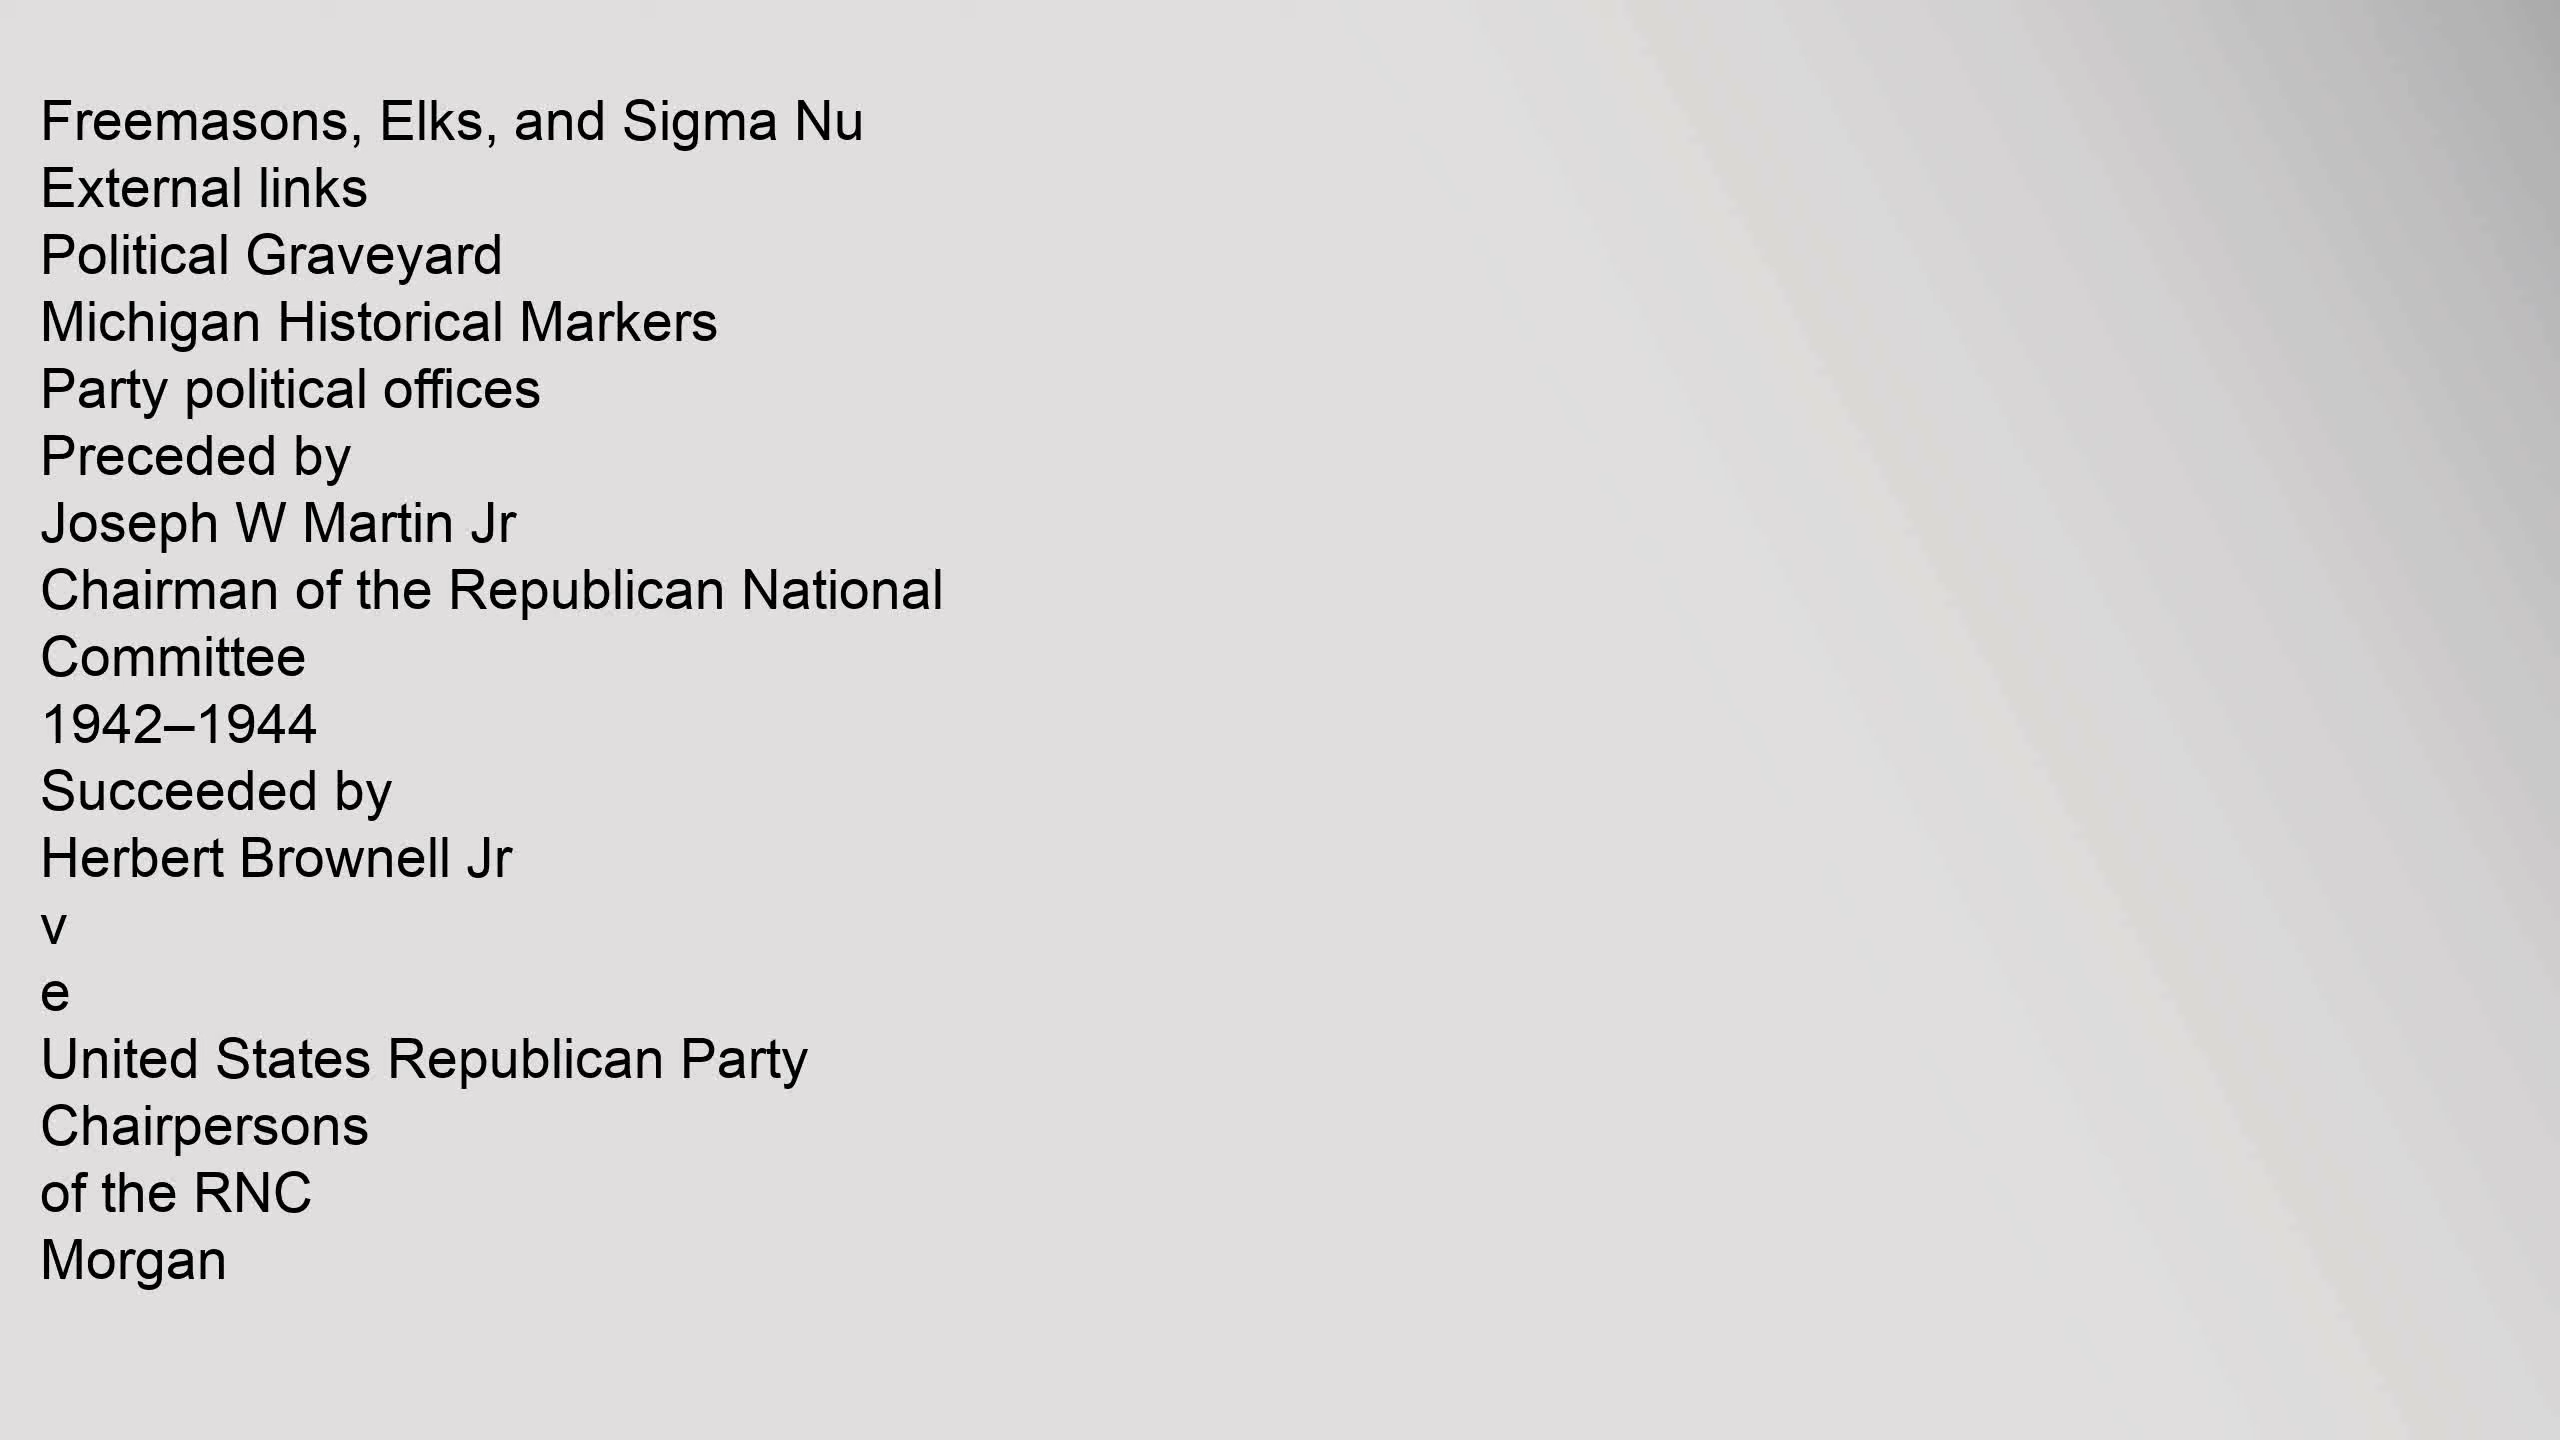 Freemasons, Elks, and Sigma Nu
External links
Political Graveyard
Michigan Historical Markers
Party political offices
Preceded by
Joseph W Martin Jr
Chairman of the Republican National
Committee
1942–1944
Succeeded by
Herbert Brownell Jr
v
e
United States Republican Party
Chairpersons
of the RNC
Morgan